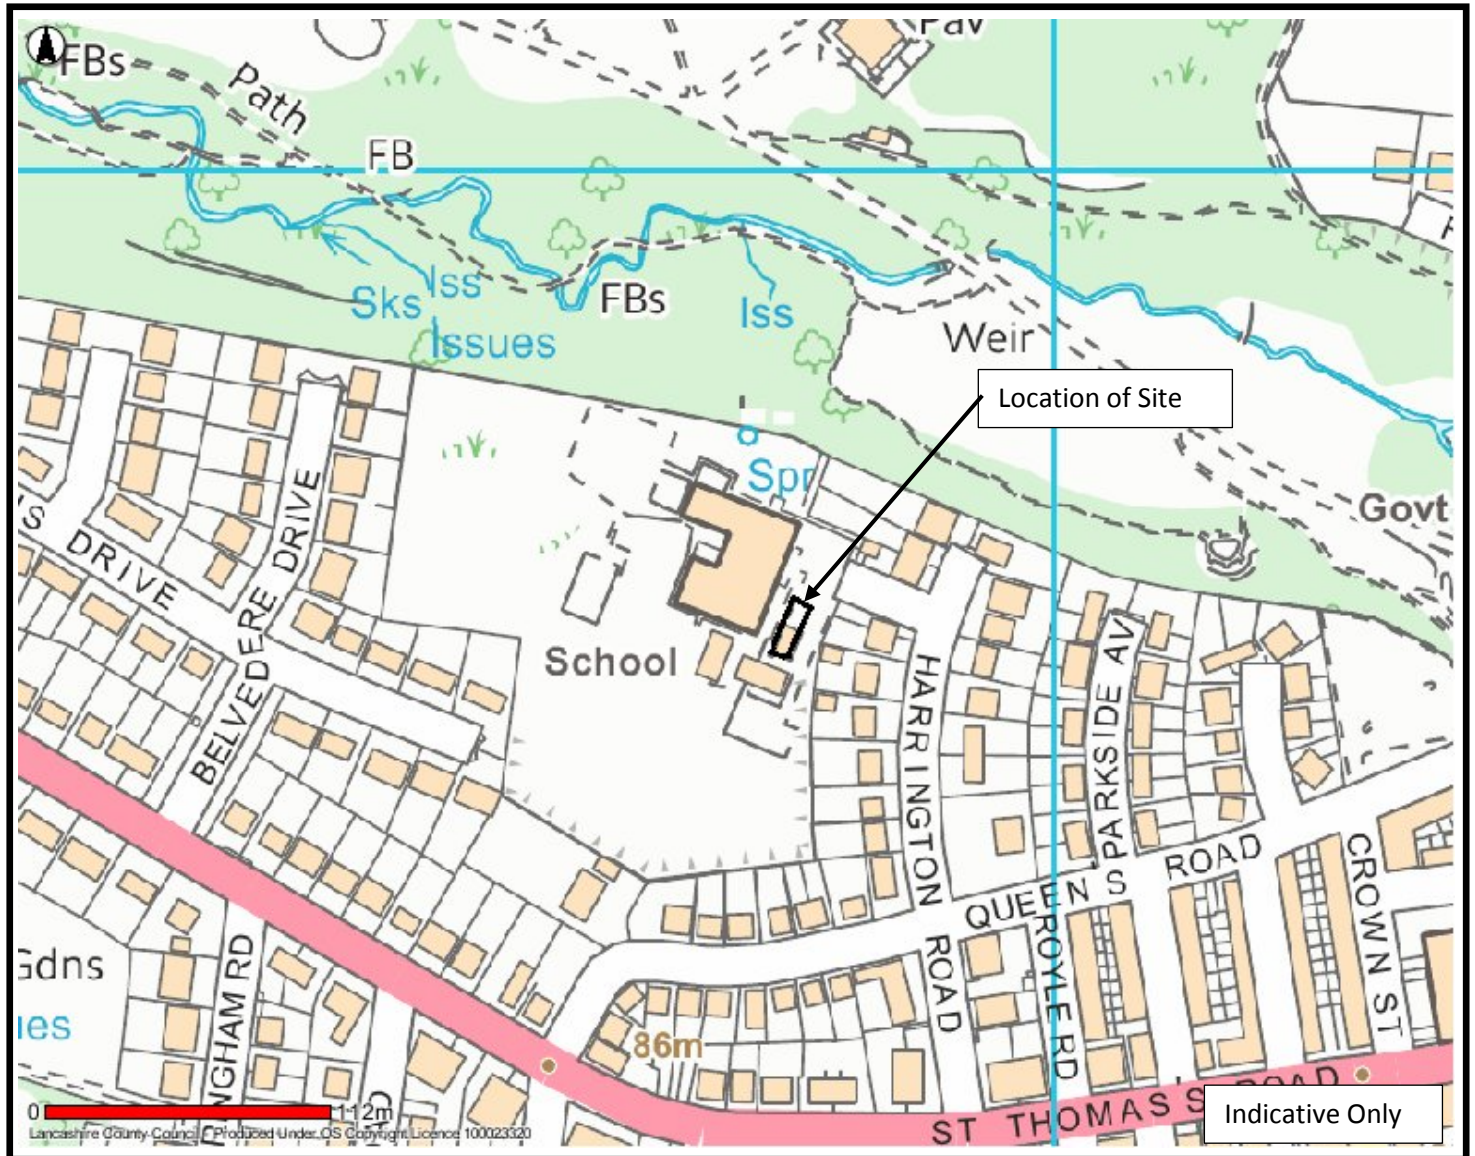 FBs
Path
Pav
FB
Iss
Sks
Issues
FBs
Iss
Weir
Location of Site
Spr
Govt
DRIVE
BELVEDERE DRIVE
School
HARRINGTON ROAD
PARKSIDE AV
QUEEN'S ROAD
ROYLE RD
CROWN ST
Gdns
86m
ST THOMAS'S ROAD
Indicative Only
0 112m
Lancashire County Council Produced Under OS Copyright Licence 100023320